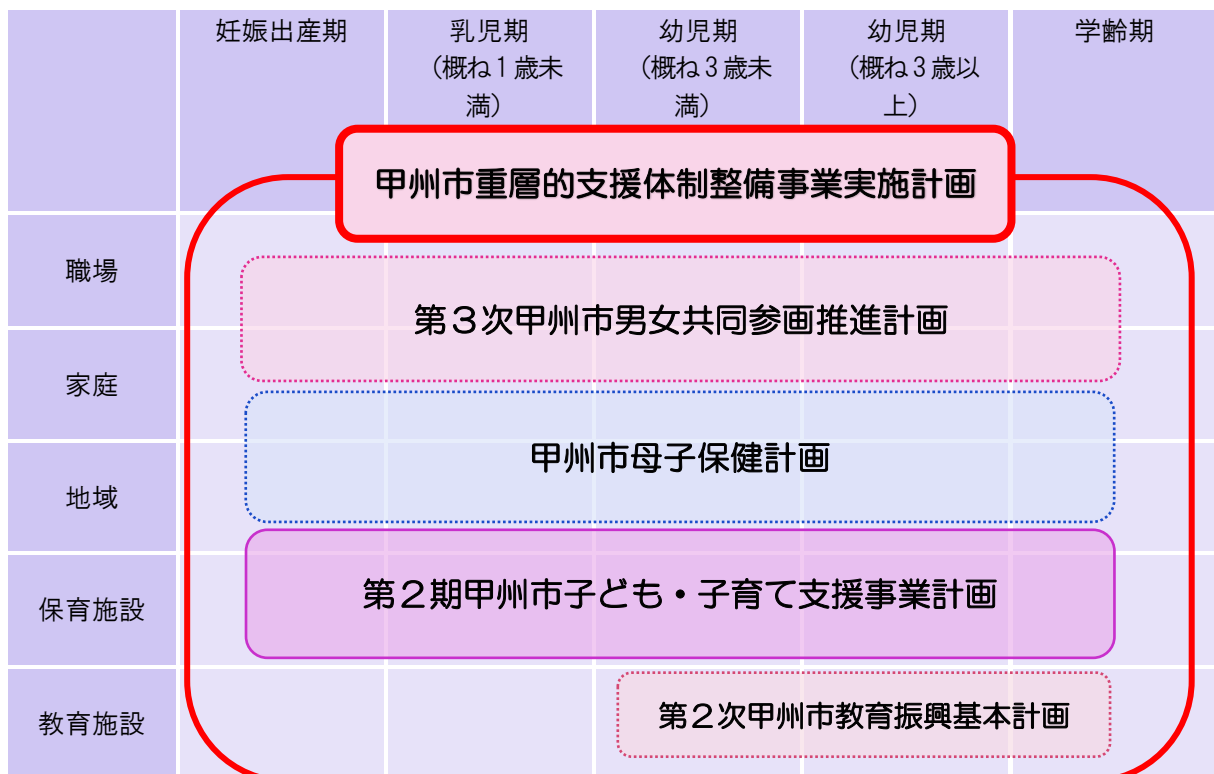 妊娠出産期
乳児期
（概ね１歳未
満）
幼児期
（概ね３歳未
満）
幼児期
（概ね３歳以
上）
学齢期
甲州市重層的支援体制整備事業実施計画
職場
第３次甲州市男女共同参画推進計画
家庭
甲州市母子保健計画
地域
第２期甲州市子ども・子育て支援事業計画
保育施設
第２次甲州市教育振興基本計画
教育施設